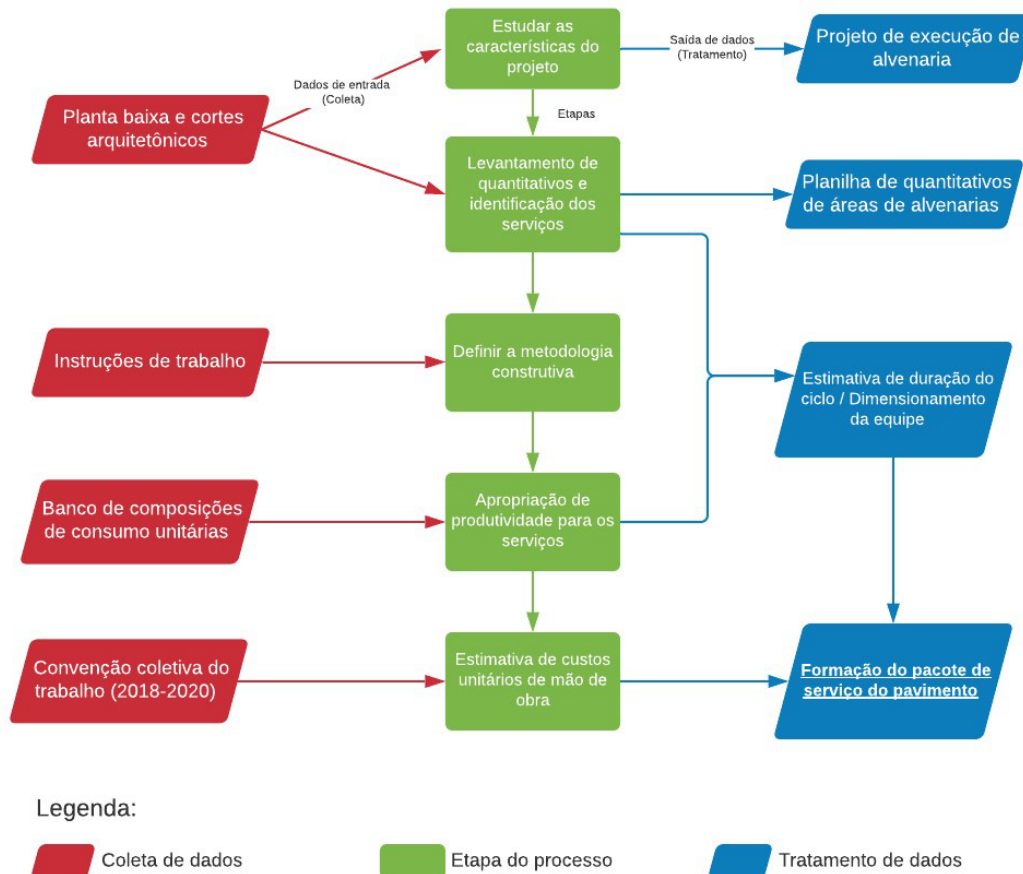 Estudar as
características do
projeto
Saída de dados
(Tratamento)
Projeto de execução de
alvenaria
Dados de entrada
(Coleta)
Planta baixa e cortes
arquitetônicos
Etapas
Levantamento de
quantitativos e
identificação dos
serviços
Planilha de quantitativos
de áreas de alvenarias
Instruções de trabalho
Definir a metodologia
construtiva
Estimativa de duração do
ciclo / Dimensionamento
da equipe
Banco de composições
de consumo unitárias
Apropriação de
produtividade para os
serviços
Convenção coletiva do
trabalho (2018-2020)
Estimativa de custos
unitários de mão de
obra
Formação do pacote de
serviço do pavimento
Legenda:
Coleta de dados
Etapa do processo
Tratamento de dados